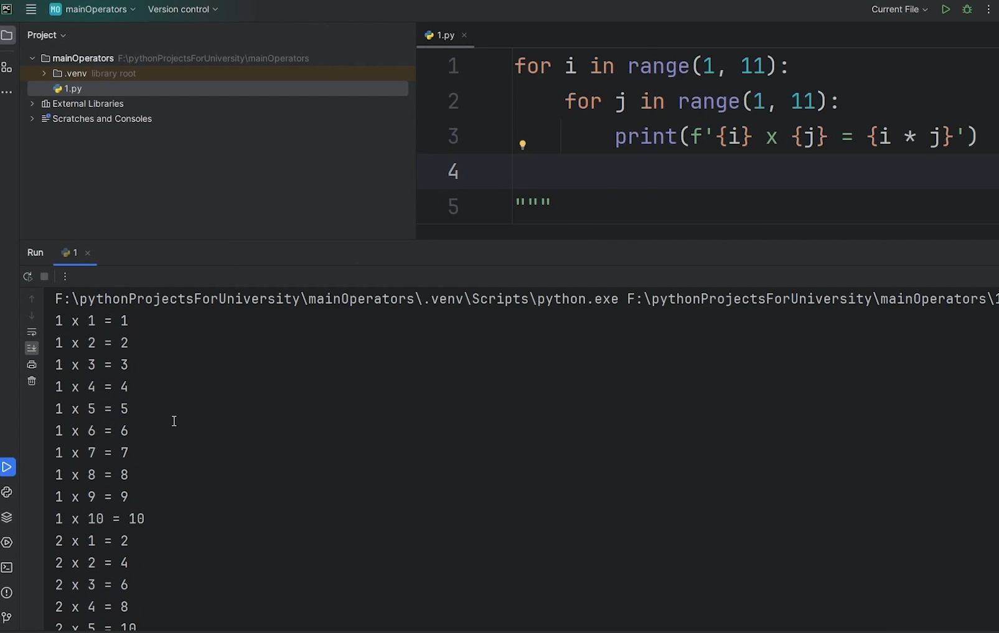 PC
MO mainOperators Version control Current File
Project
mainOperators F:\pythonProjectsForUniversity\mainOperators
.venv library root
1.py
External Libraries
Scratches and Consoles
1.py
1 for i in range(1, 11):
2 for j in range(1, 11):
3 print(f'{i} x {j} = {i * j}')
4
5 """
Run 1
F:\pythonProjectsForUniversity\mainOperators\.venv\Scripts\python.exe F:\pythonProjectsForUniversity\mainOperators\1
1 x 1 = 1
1 x 2 = 2
1 x 3 = 3
1 x 4 = 4
1 x 5 = 5
1 x 6 = 6
1 x 7 = 7
1 x 8 = 8
1 x 9 = 9
1 x 10 = 10
2 x 1 = 2
2 x 2 = 4
2 x 3 = 6
2 x 4 = 8
2 x 5 = 10